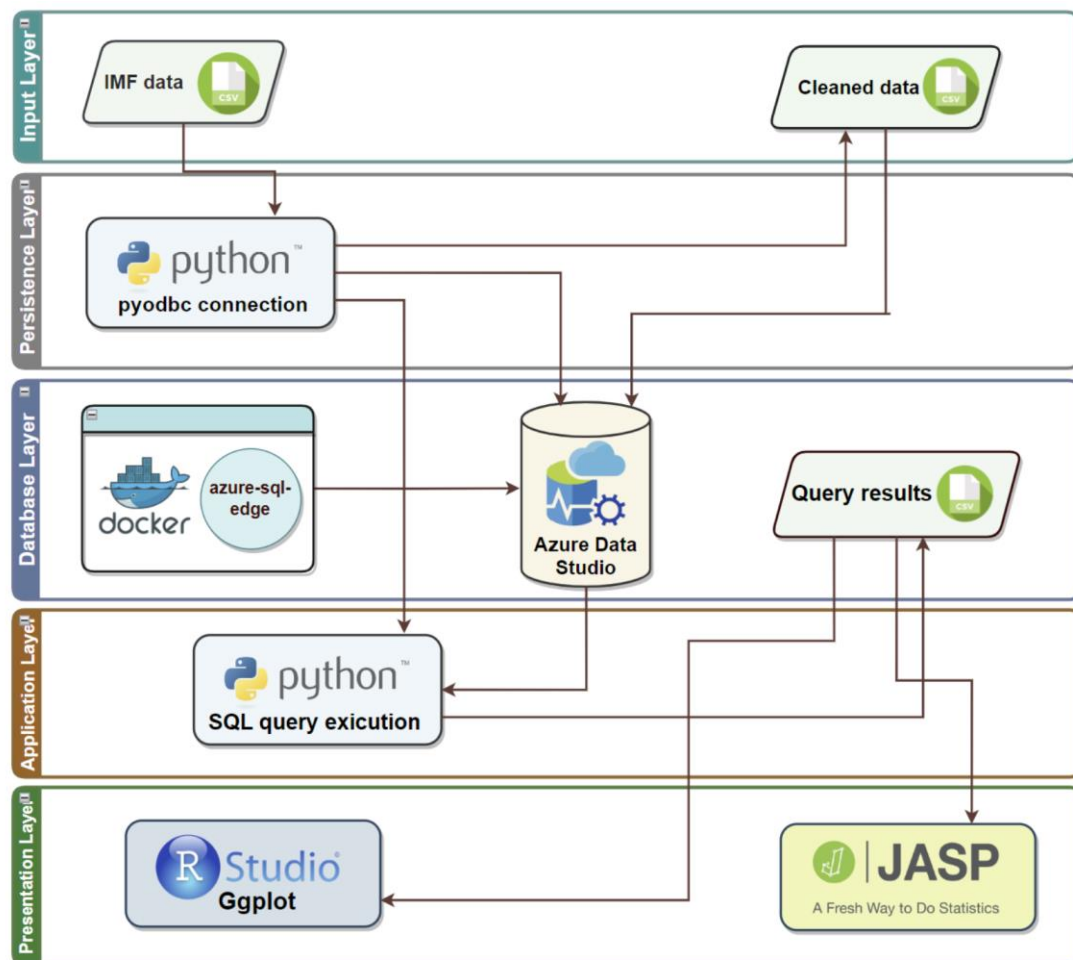 Input Layer
IMF data
CSV
Cleaned data
CSV
Persistence Layer
python™
pyodbc connection
Database Layer
docker
azure-sql-
edge
Azure Data
Studio
Query results
CSV
Application Layer
python™
SQL query exicution
Presentation Layer
R Studio®
Ggplot
JASP
A Fresh Way to Do Statistics